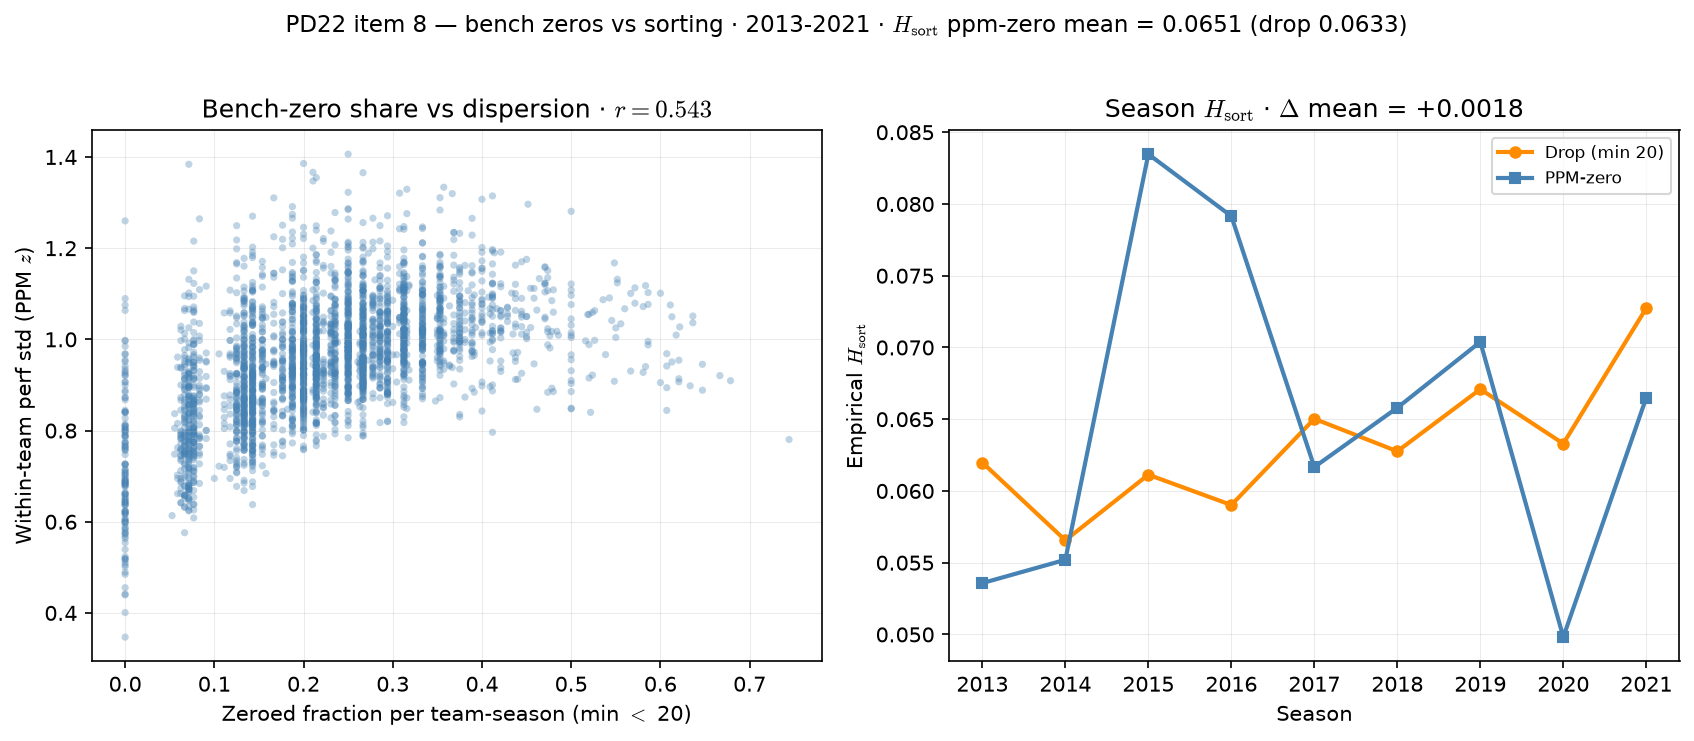 PD22 item 8 — bench zeros vs sorting · 2013-2021 · H_sort ppm-zero mean = 0.0651 (drop 0.0633)
Bench-zero share vs dispersion · r = 0.543
Within-team perf std (PPM z)
1.4
1.2
1.0
0.8
0.6
0.4
0.0 0.1 0.2 0.3 0.4 0.5 0.6 0.7
Zeroed fraction per team-season (min < 20)
Season H_sort · Δ mean = +0.0018
Empirical H_sort
0.085
0.080
0.075
0.070
0.065
0.060
0.055
0.050
Drop (min 20)
PPM-zero
2013 2014 2015 2016 2017 2018 2019 2020 2021
Season